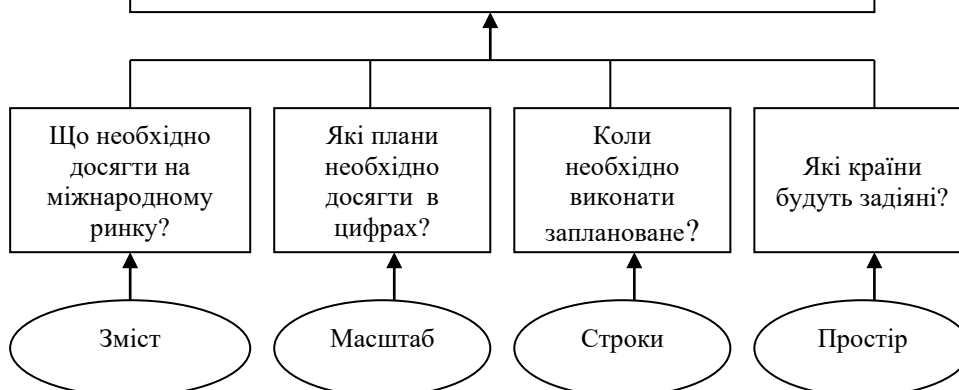 Що необхідно
досягти на
міжнародному
ринку?
Які плани
необхідно
досягти в
цифрах?
Коли
необхідно
виконати
заплановане?
Які країни
будуть задіяні?
Зміст
Масштаб
Строки
Простір